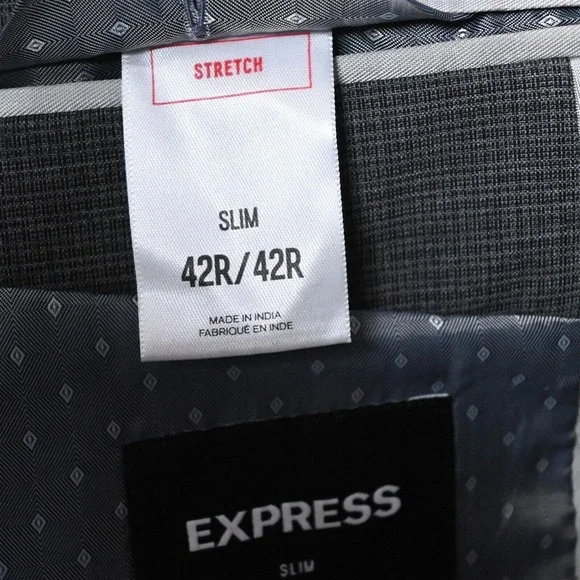 STRETCH
SLIM
42R/42R
MADE IN INDIA
FABRIQUÉ EN INDE
EXPRESS
SLIM